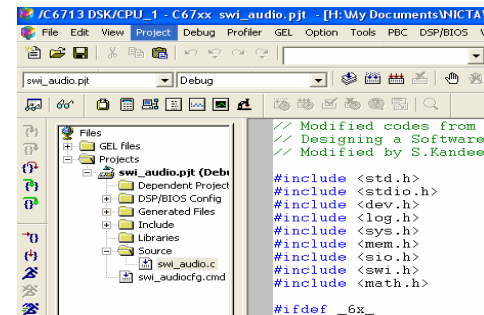 /C6713 DSK/CPU_1 - C67xx swi_audio.pjt - [H:\My Documents\NICTA
File Edit View Project Debug Profiler GEL Option Tools PBC DSP/BIOS
swi_audio.pjt Debug
Files
GEL files
Projects
swi_audio.pjt (Debu
Dependent Project
DSP/BIOS Config
Generated Files
Include
Libraries
Source
swi_audio.c
swi_audiocfg.cmd
// Modified codes from
// Designing a Software
// Modified by S.Kandee
#include <std.h>
#include <stdio.h>
#include <dev.h>
#include <log.h>
#include <sys.h>
#include <mem.h>
#include <sio.h>
#include <swi.h>
#include <math.h>
#ifdef _6x_